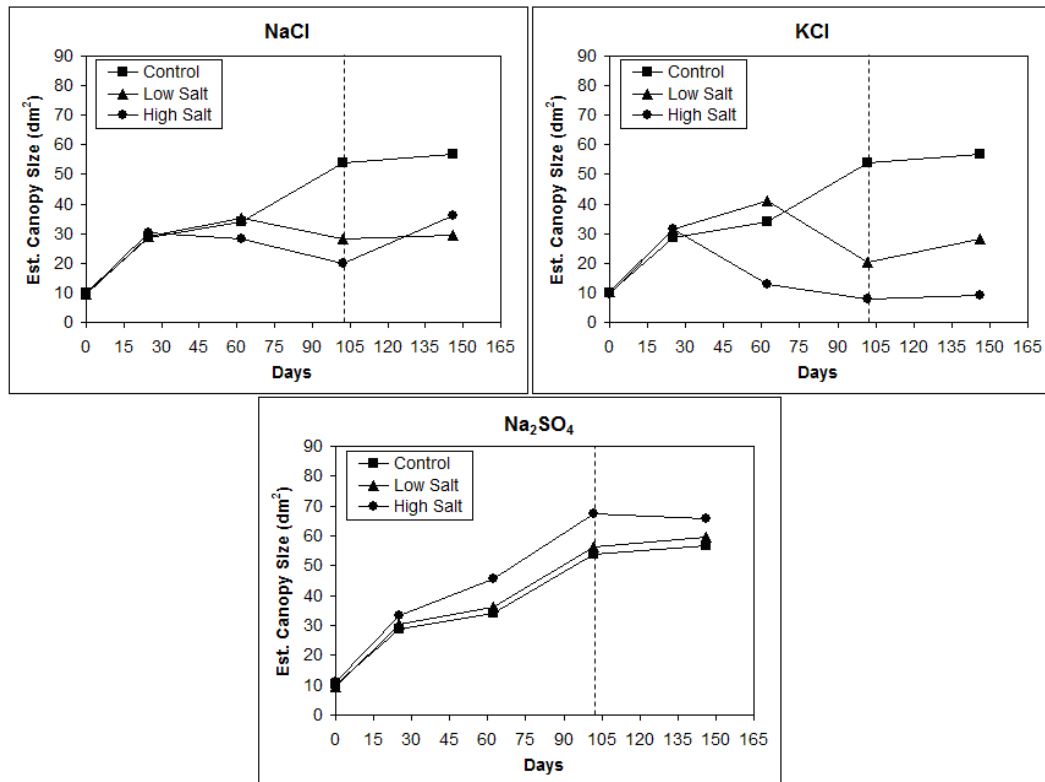 NaCl
Est. Canopy Size (dm²)
90
80
70
60
50
40
30
20
10
0
Control
Low Salt
High Salt
0 15 30 45 60 75 90 105 120 135 150 165
Days
KCl
Est. Canopy Size (dm²)
90
80
70
60
50
40
30
20
10
0
Control
Low Salt
High Salt
0 15 30 45 60 75 90 105 120 135 150 165
Days
Na₂SO₄
Est. Canopy Size (dm²)
90
80
70
60
50
40
30
20
10
0
Control
Low Salt
High Salt
0 15 30 45 60 75 90 105 120 135 150 165
Days